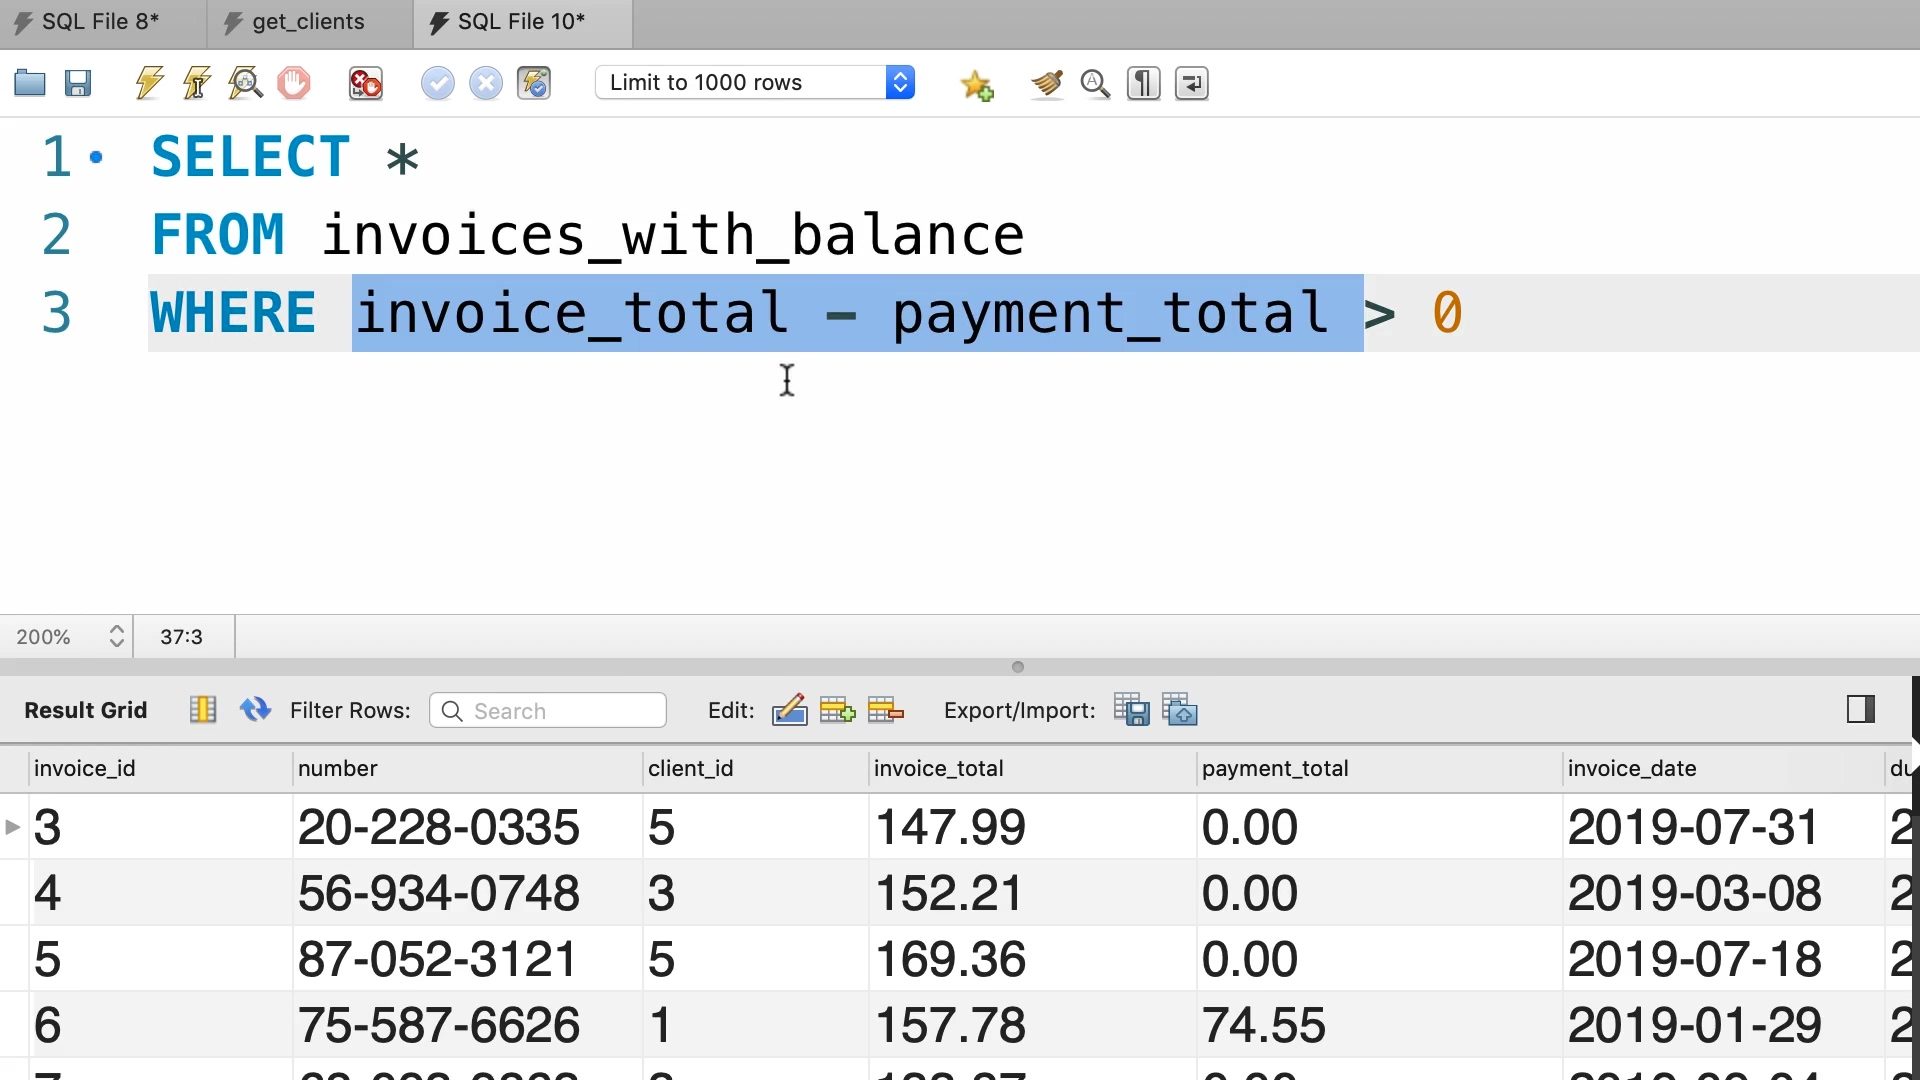 SQL File 8*
get_clients
SQL File 10*
Limit to 1000 rows
1 SELECT *
2 FROM invoices_with_balance
3 WHERE invoice_total - payment_total > 0
200%
37:3
Result Grid
Filter Rows:
Search
Edit:
Export/Import:
invoice_id number client_id invoice_total payment_total invoice_date
3 20-228-0335 5 147.99 0.00 2019-07-31 2
4 56-934-0748 3 152.21 0.00 2019-03-08 2
5 87-052-3121 5 169.36 0.00 2019-07-18 2
6 75-587-6626 1 157.78 74.55 2019-01-29 2